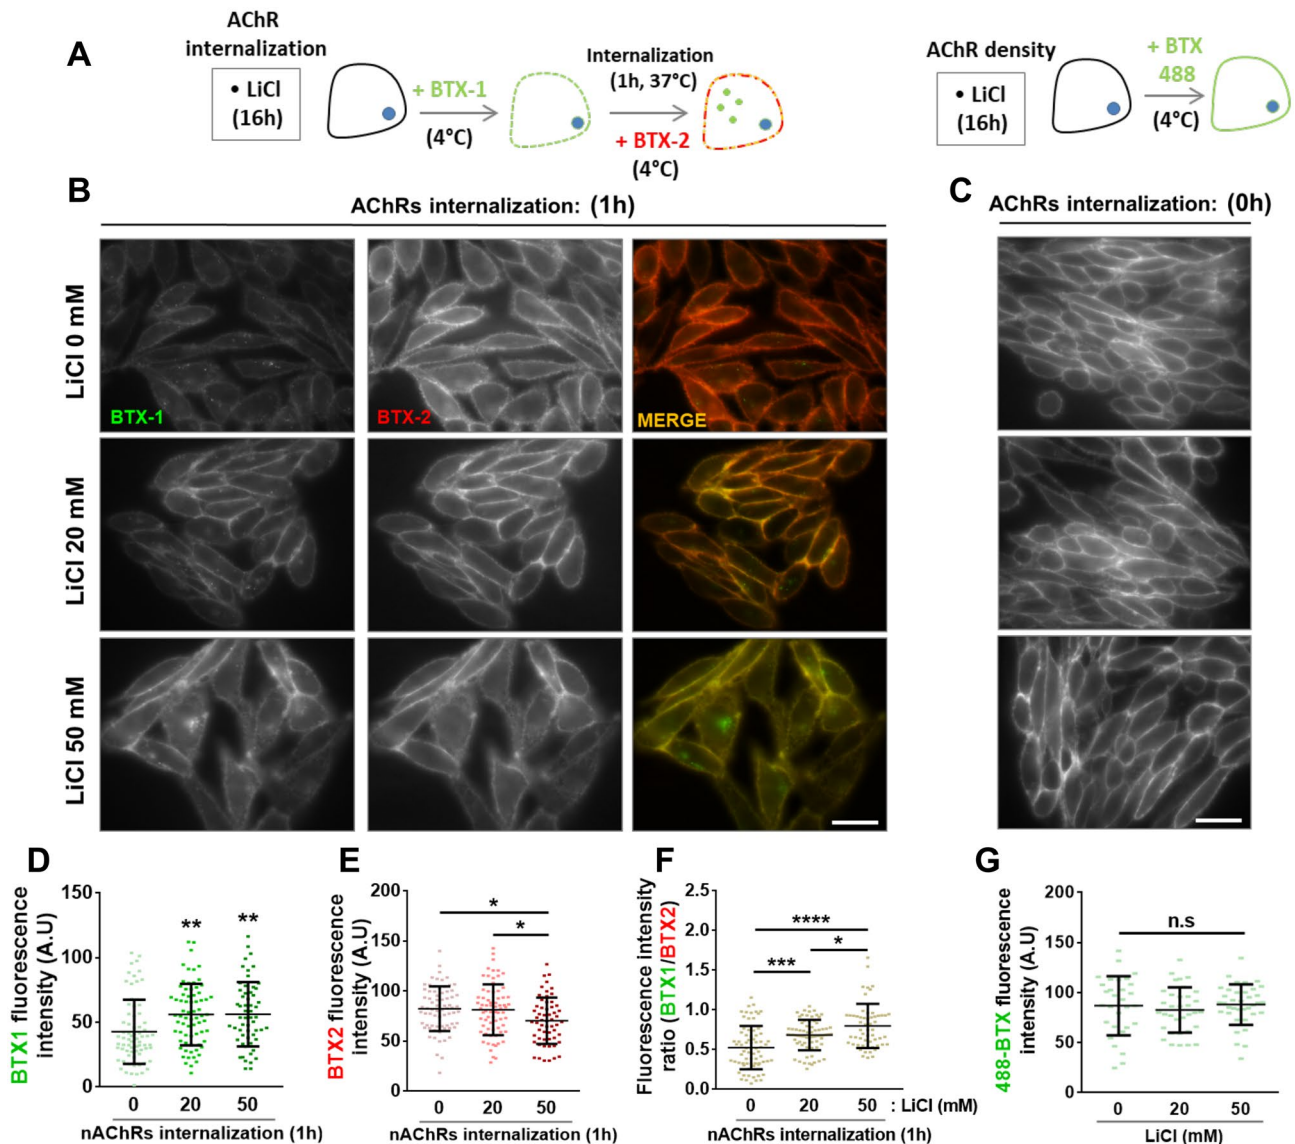 A
AChR
internalization
• LiCl
(16h)
+ BTX-1
(4°C)
Internalization
(1h, 37°C)
+ BTX-2
(4°C)
AChR density
• LiCl
(16h)
+ BTX
488
(4°C)
B
AChRs internalization: (1h)
C
AChRs internalization: (0h)
LiCl 0 mM
BTX-1
BTX-2
MERGE
LiCl 20 mM
LiCl 50 mM
D
BTX1 fluorescence
intensity (A.U)
150
100
50
0
**
**
0 20 50
nAChRs internalization (1h)
E
BTX2 fluorescence
intensity (A.U)
200
150
100
50
0
*
*
0 20 50
nAChRs internalization (1h)
F
Fluorescence intensity
ratio (BTX1/BTX2)
2.5
2.0
1.5
1.0
0.5
0.0
****
*
***
0 20 50 : LiCl (mM)
nAChRs internalization (1h)
G
488-BTX fluorescence
intensity (A.U)
200
150
100
50
0
n.s
0 20 50
LiCl (mM)